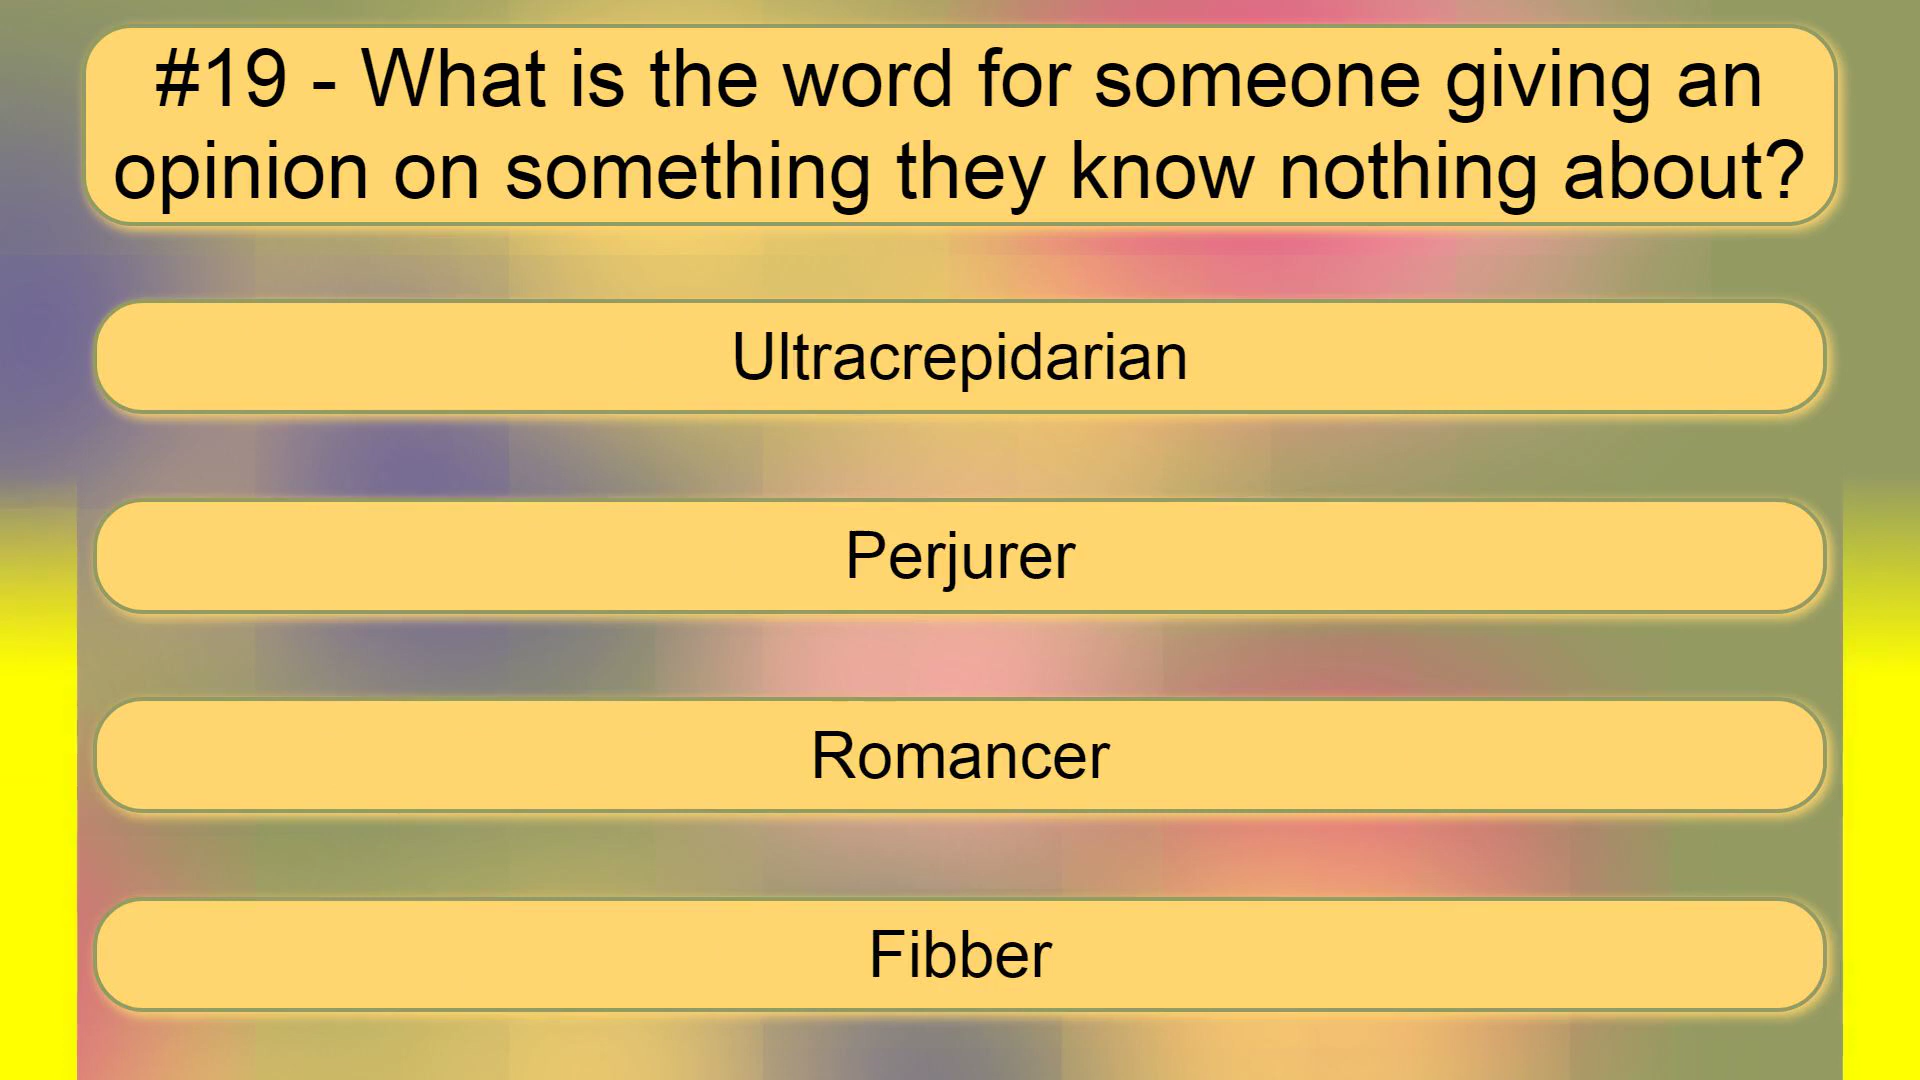 #19 - What is the word for someone giving an
opinion on something they know nothing about?
Ultracrepidarian
Perjurer
Romancer
Fibber